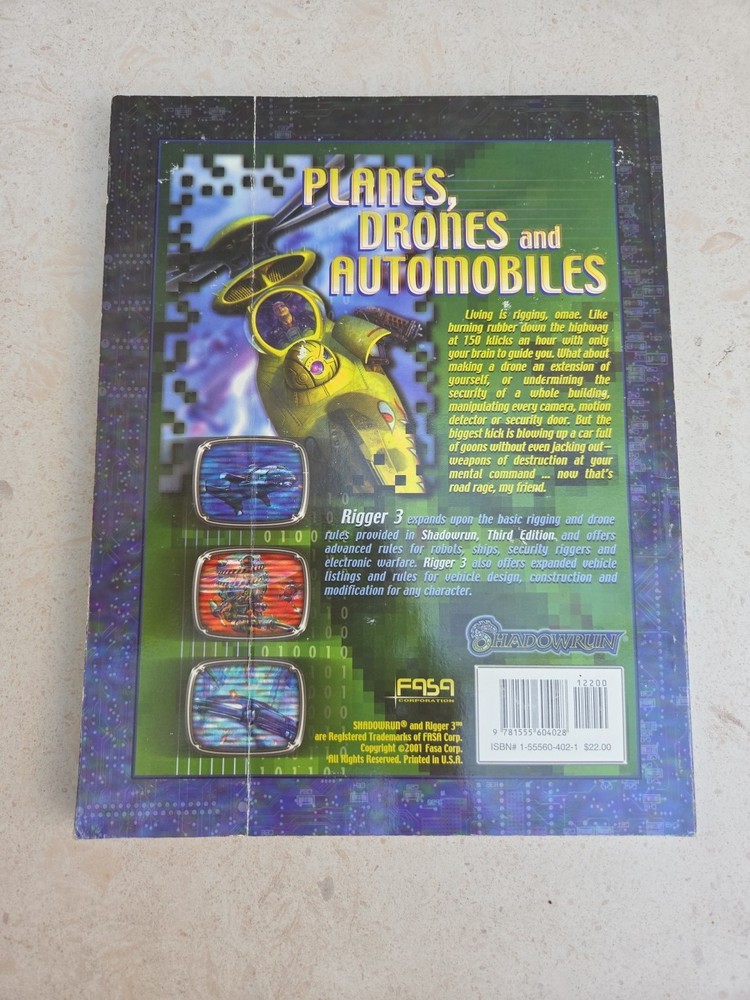 PLANES,
DRONES and
AUTOMOBILES
Living is rigging, omae. Like
burning rubber down the highway
at 150 klicks an hour with only
your brain to guide you. What about
making a drone an extension of
yourself, or undermining the
security of a whole building,
manipulating every camera, motion
detector or security door. But the
biggest kick is blowing up a car full
of goons without even jacking out—
weapons of destruction at your
mental command ... now that's
road rage, my friend.
Rigger 3 expands upon the basic rigging and drone
rules provided in Shadowrun, Third Edition and offers
advanced rules for robots, ships, security riggers and
electronic warfare. Rigger 3 also offers expanded vehicle
listings and rules for vehicle design, construction and
modification for any character.
SHADOWRUN
FASA
CORPORATION
SHADOWRUN® and Rigger 3™
are Registered Trademarks of FASA Corp.
Copyright ©2001 Fasa Corp.
All Rights Reserved. Printed in U.S.A.
12200
9 781555 604028
ISBN# 1-55560-402-1 $22.00